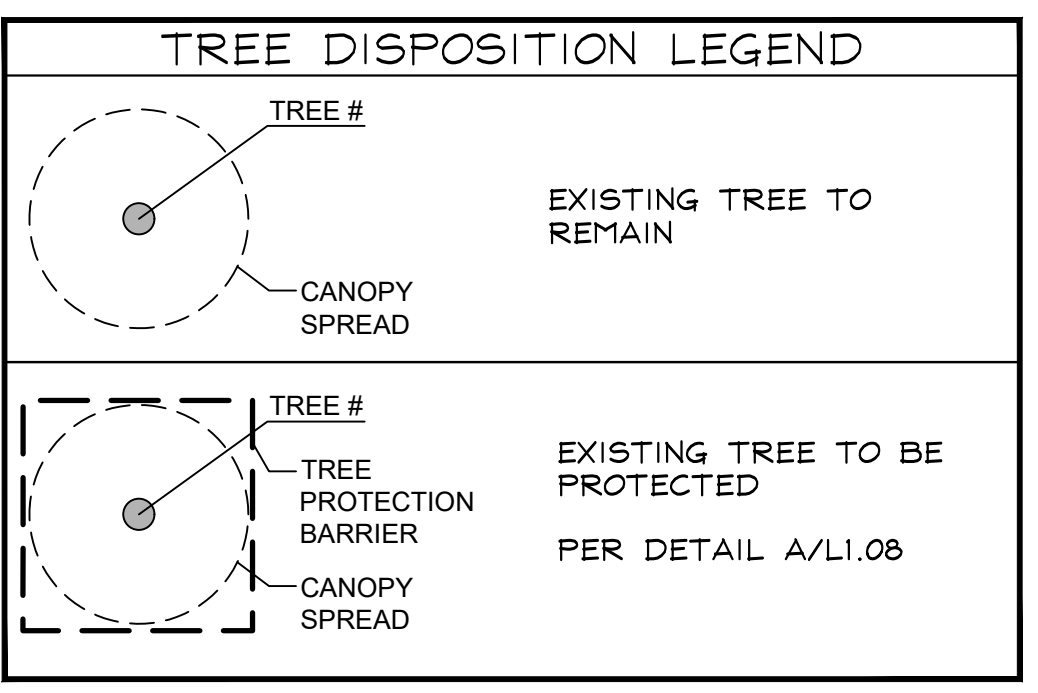 TREE DISPOSITION LEGEND
TREE #
CANOPY
SPREAD
EXISTING TREE TO
REMAIN
TREE #
TREE
PROTECTION
BARRIER
CANOPY
SPREAD
EXISTING TREE TO BE
PROTECTED
PER DETAIL A/L1.08